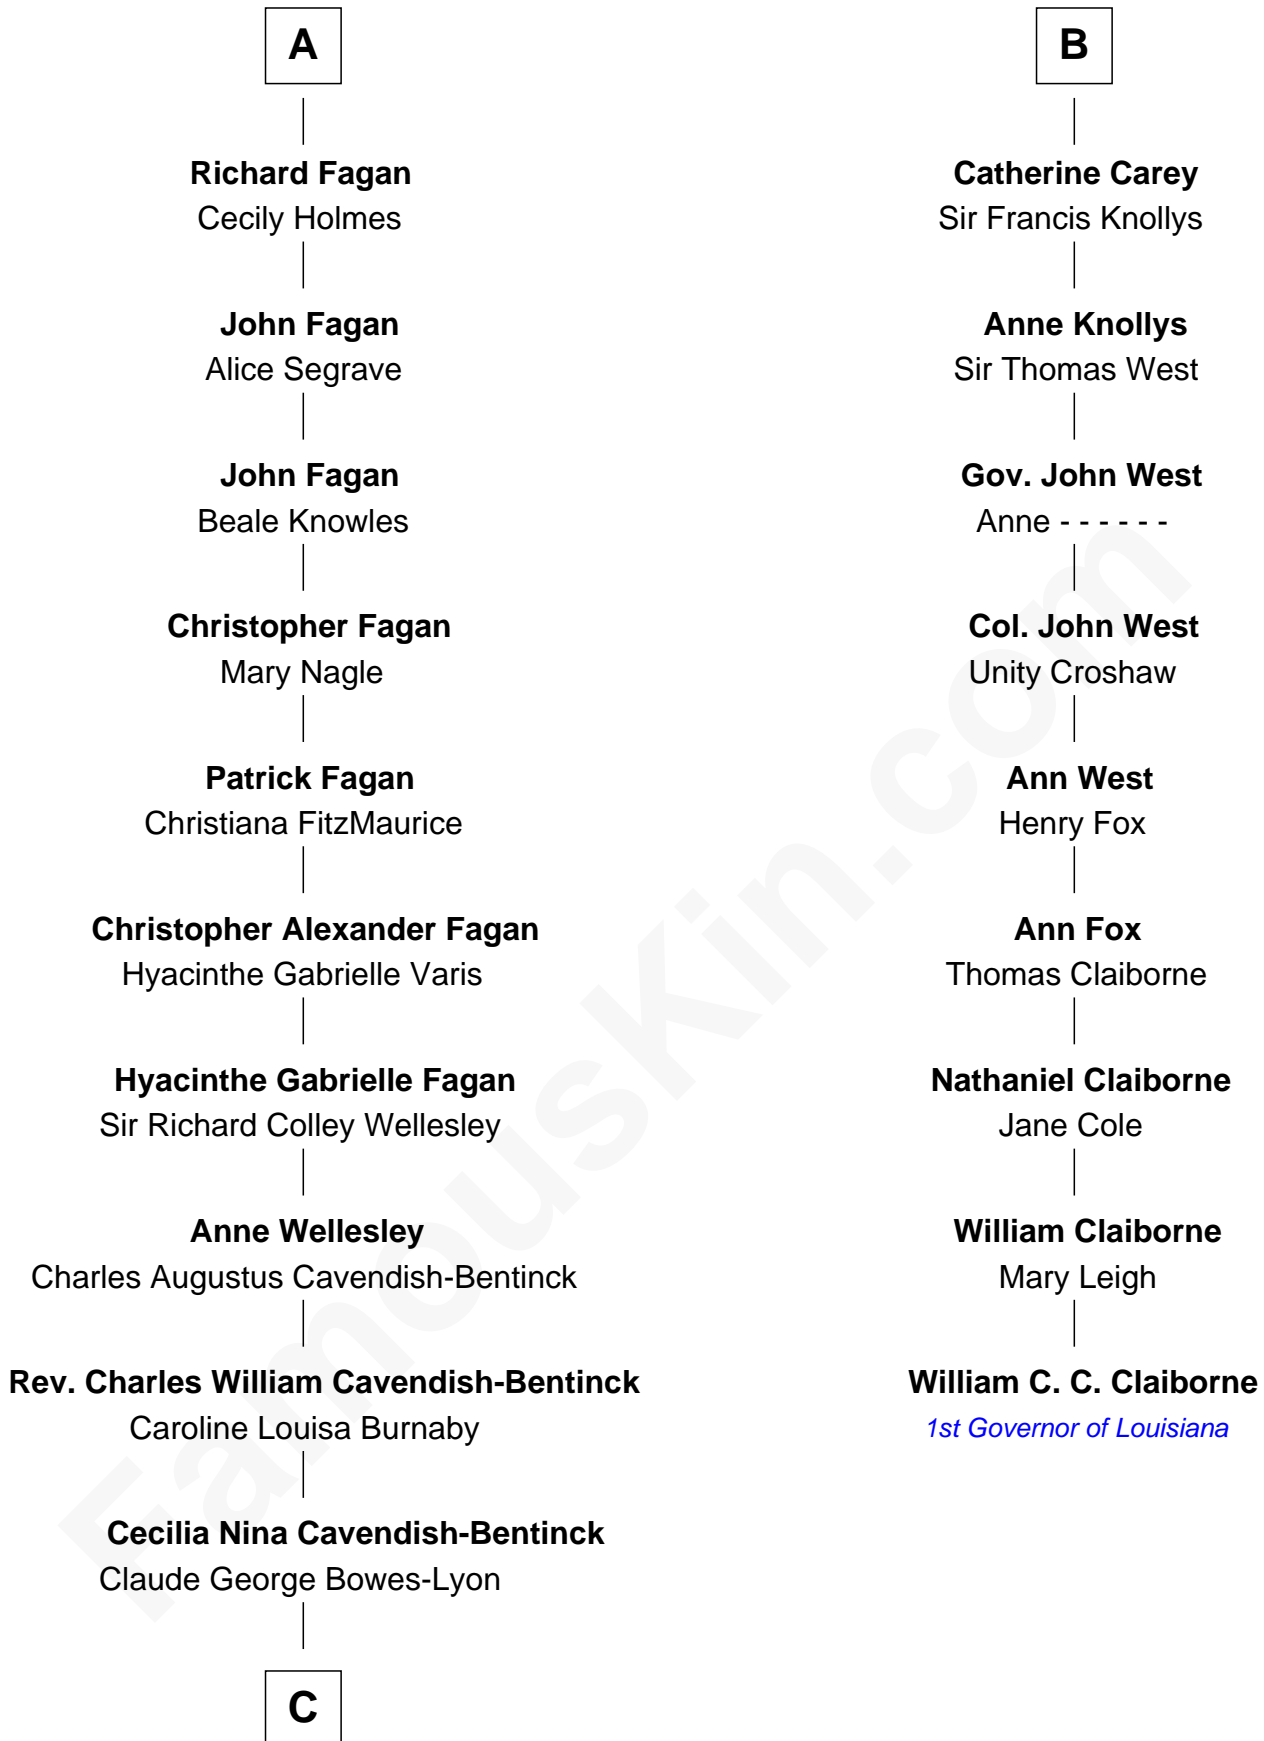 A
Richard Fagan
Cecily Holmes
John Fagan
Alice Segrave
John Fagan
Beale Knowles
Christopher Fagan
Mary Nagle
Patrick Fagan
Christiana FitzMaurice
Christopher Alexander Fagan
Hyacinthe Gabrielle Varis
Hyacinthe Gabrielle Fagan
Sir Richard Colley Wellesley
Anne Wellesley
Charles Augustus Cavendish-Bentinck
Rev. Charles William Cavendish-Bentinck
Caroline Louisa Burnaby
Cecilia Nina Cavendish-Bentinck
Claude George Bowes-Lyon
C
B
Catherine Carey
Sir Francis Knollys
Anne Knollys
Sir Thomas West
Gov. John West
Anne - - - - - -
Col. John West
Unity Croshaw
Ann West
Henry Fox
Ann Fox
Thomas Claiborne
Nathaniel Claiborne
Jane Cole
William Claiborne
Mary Leigh
William C. C. Claiborne
1st Governor of Louisiana
FamousKin.com